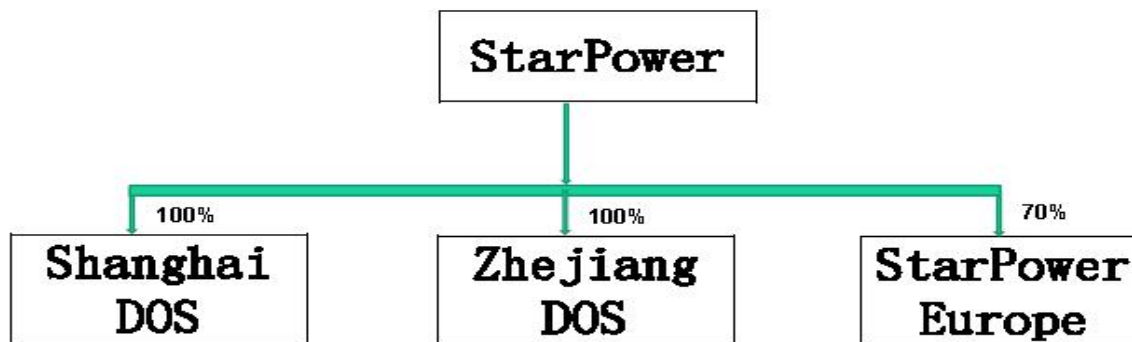 StarPower
100%
100%
70%
Shanghai
DOS
Zhejiang
DOS
StarPower
Europe